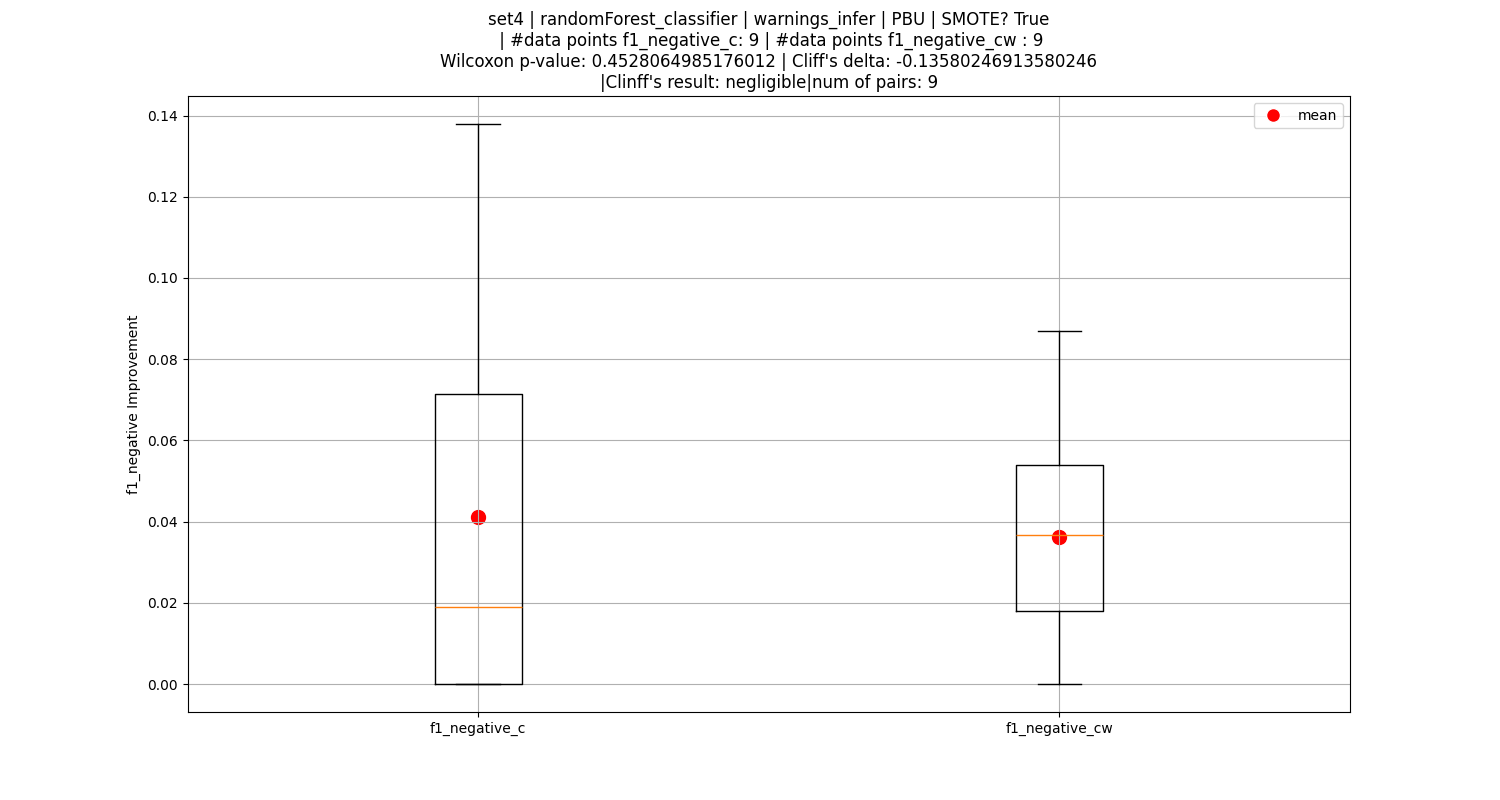 set4 | randomForest_classifier | warnings_infer | PBU | SMOTE? True
| #data points f1_negative_c: 9 | #data points f1_negative_cw : 9
Wilcoxon p-value: 0.4528064985176012 | Cliff's delta: -0.13580246913580246
|Clinff's result: negligible|num of pairs: 9
mean
0.14
0.12
0.10
0.08
0.06
0.04
0.02
0.00
f1_negative Improvement
f1_negative_c
f1_negative_cw